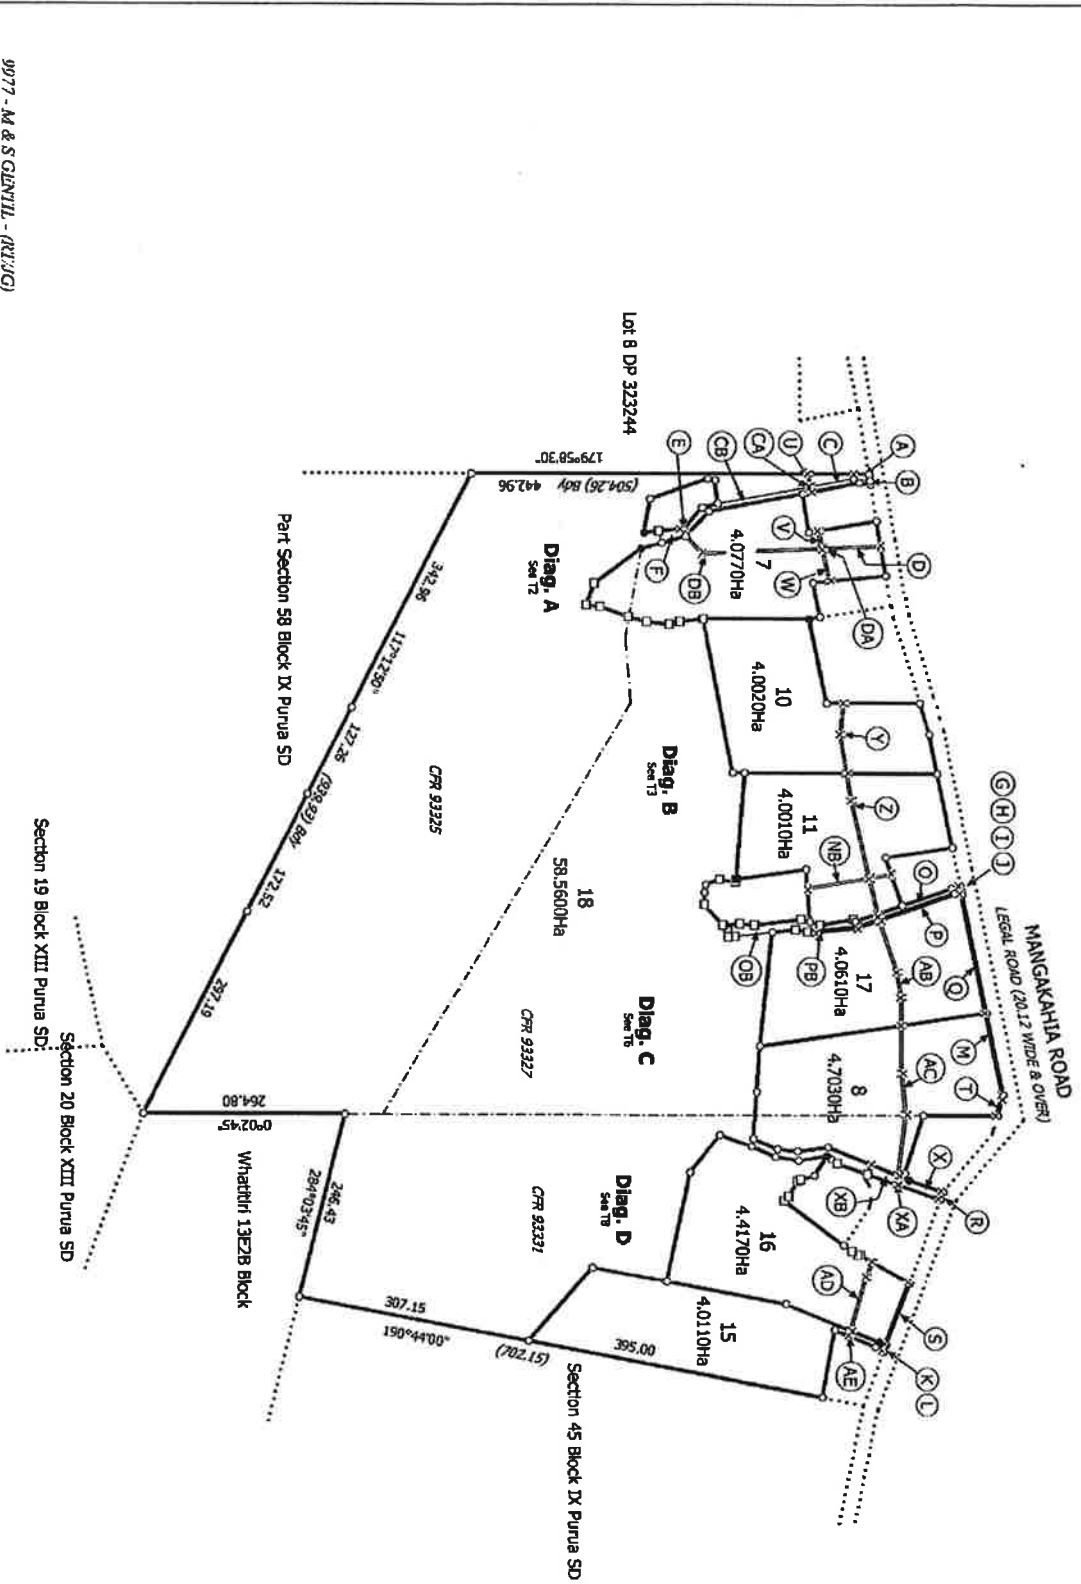 MANGAKAHIA ROAD
LEGAL ROAD (20.12 WIDE & OVER)
A
B
C
CA
U
CB
E
F
DB
V
W
D
DA
Y
Z
G H I J
O
P
NB
Q
AB
OB
PB
M
T
AC
X
R
XA
XB
AD
S
K L
AE
7
4.0770Ha
10
4.0020Ha
11
4.0010Ha
17
4.0610Ha
8
4.7030Ha
16
4.4170Ha
15
4.0110Ha
18
58.5600Ha
Diag. A
See T2
Diag. B
See T3
Diag. C
See T6
Diag. D
See T8
Lot 8 DP 323244
179°58'30"
(504.26) Bdy 442.96
342.96
117°12'50"
127.26
(939.93) Bdy
172.52
297.19
CFR 93325
CFR 93327
CFR 93331
Part Section 58 Block IX Purua SD
Section 19 Block XIII Purua SD
Section 20 Block XIII Purua SD
264.80
0°02'45"
246.43
284°03'45"
Whatitiri 13E2B Block
307.15
190°44'00"
(702.15)
395.00
Section 45 Block IX Purua SD
9977 - M & S GENTIL -